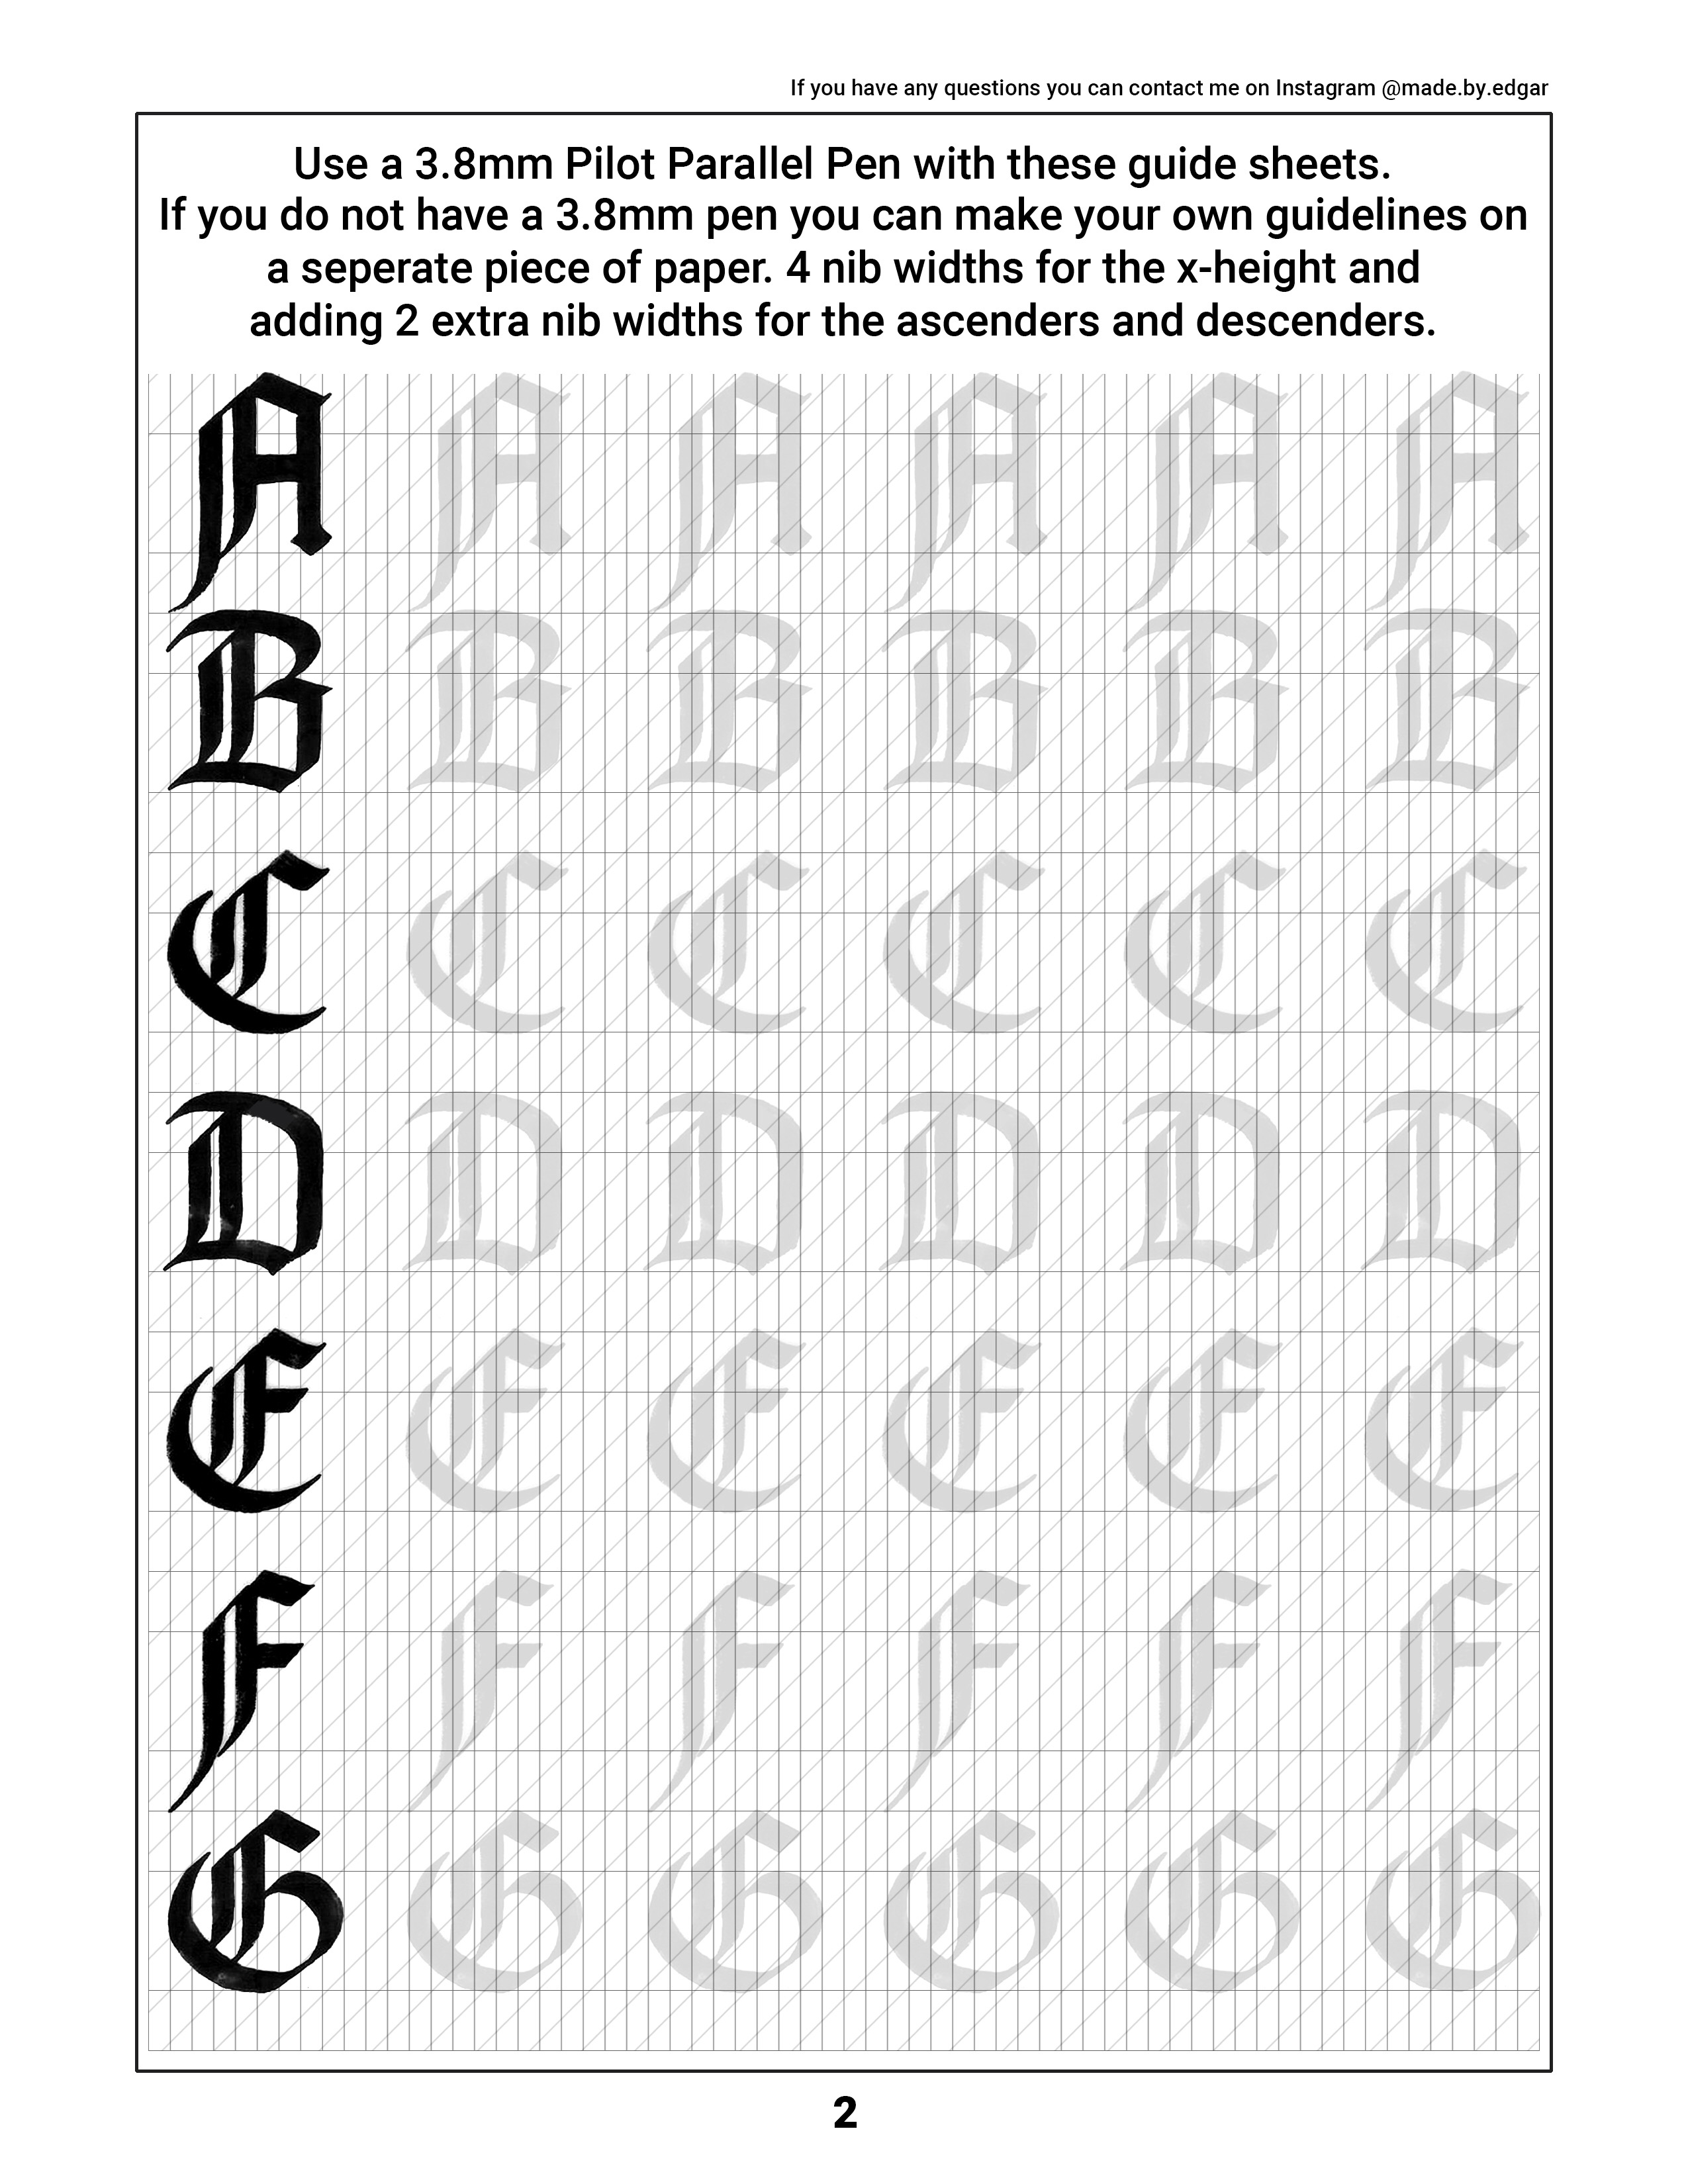 If you have any questions you can contact me on Instagram @made.by.edgar
Use a 3.8mm Pilot Parallel Pen with these guide sheets.
If you do not have a 3.8mm pen you can make your own guidelines on
a seperate piece of paper. 4 nib widths for the x-height and
adding 2 extra nib widths for the ascenders and descenders.
A A A A A A
B B B B B B
C C C C C C
D D D D D D
E E E E E E
F F F F F F
G G G G G G
2